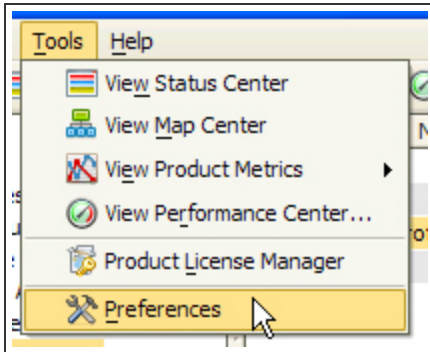 Tools Help
View Status Center
View Map Center
View Product Metrics
View Performance Center...
Product License Manager
Preferences